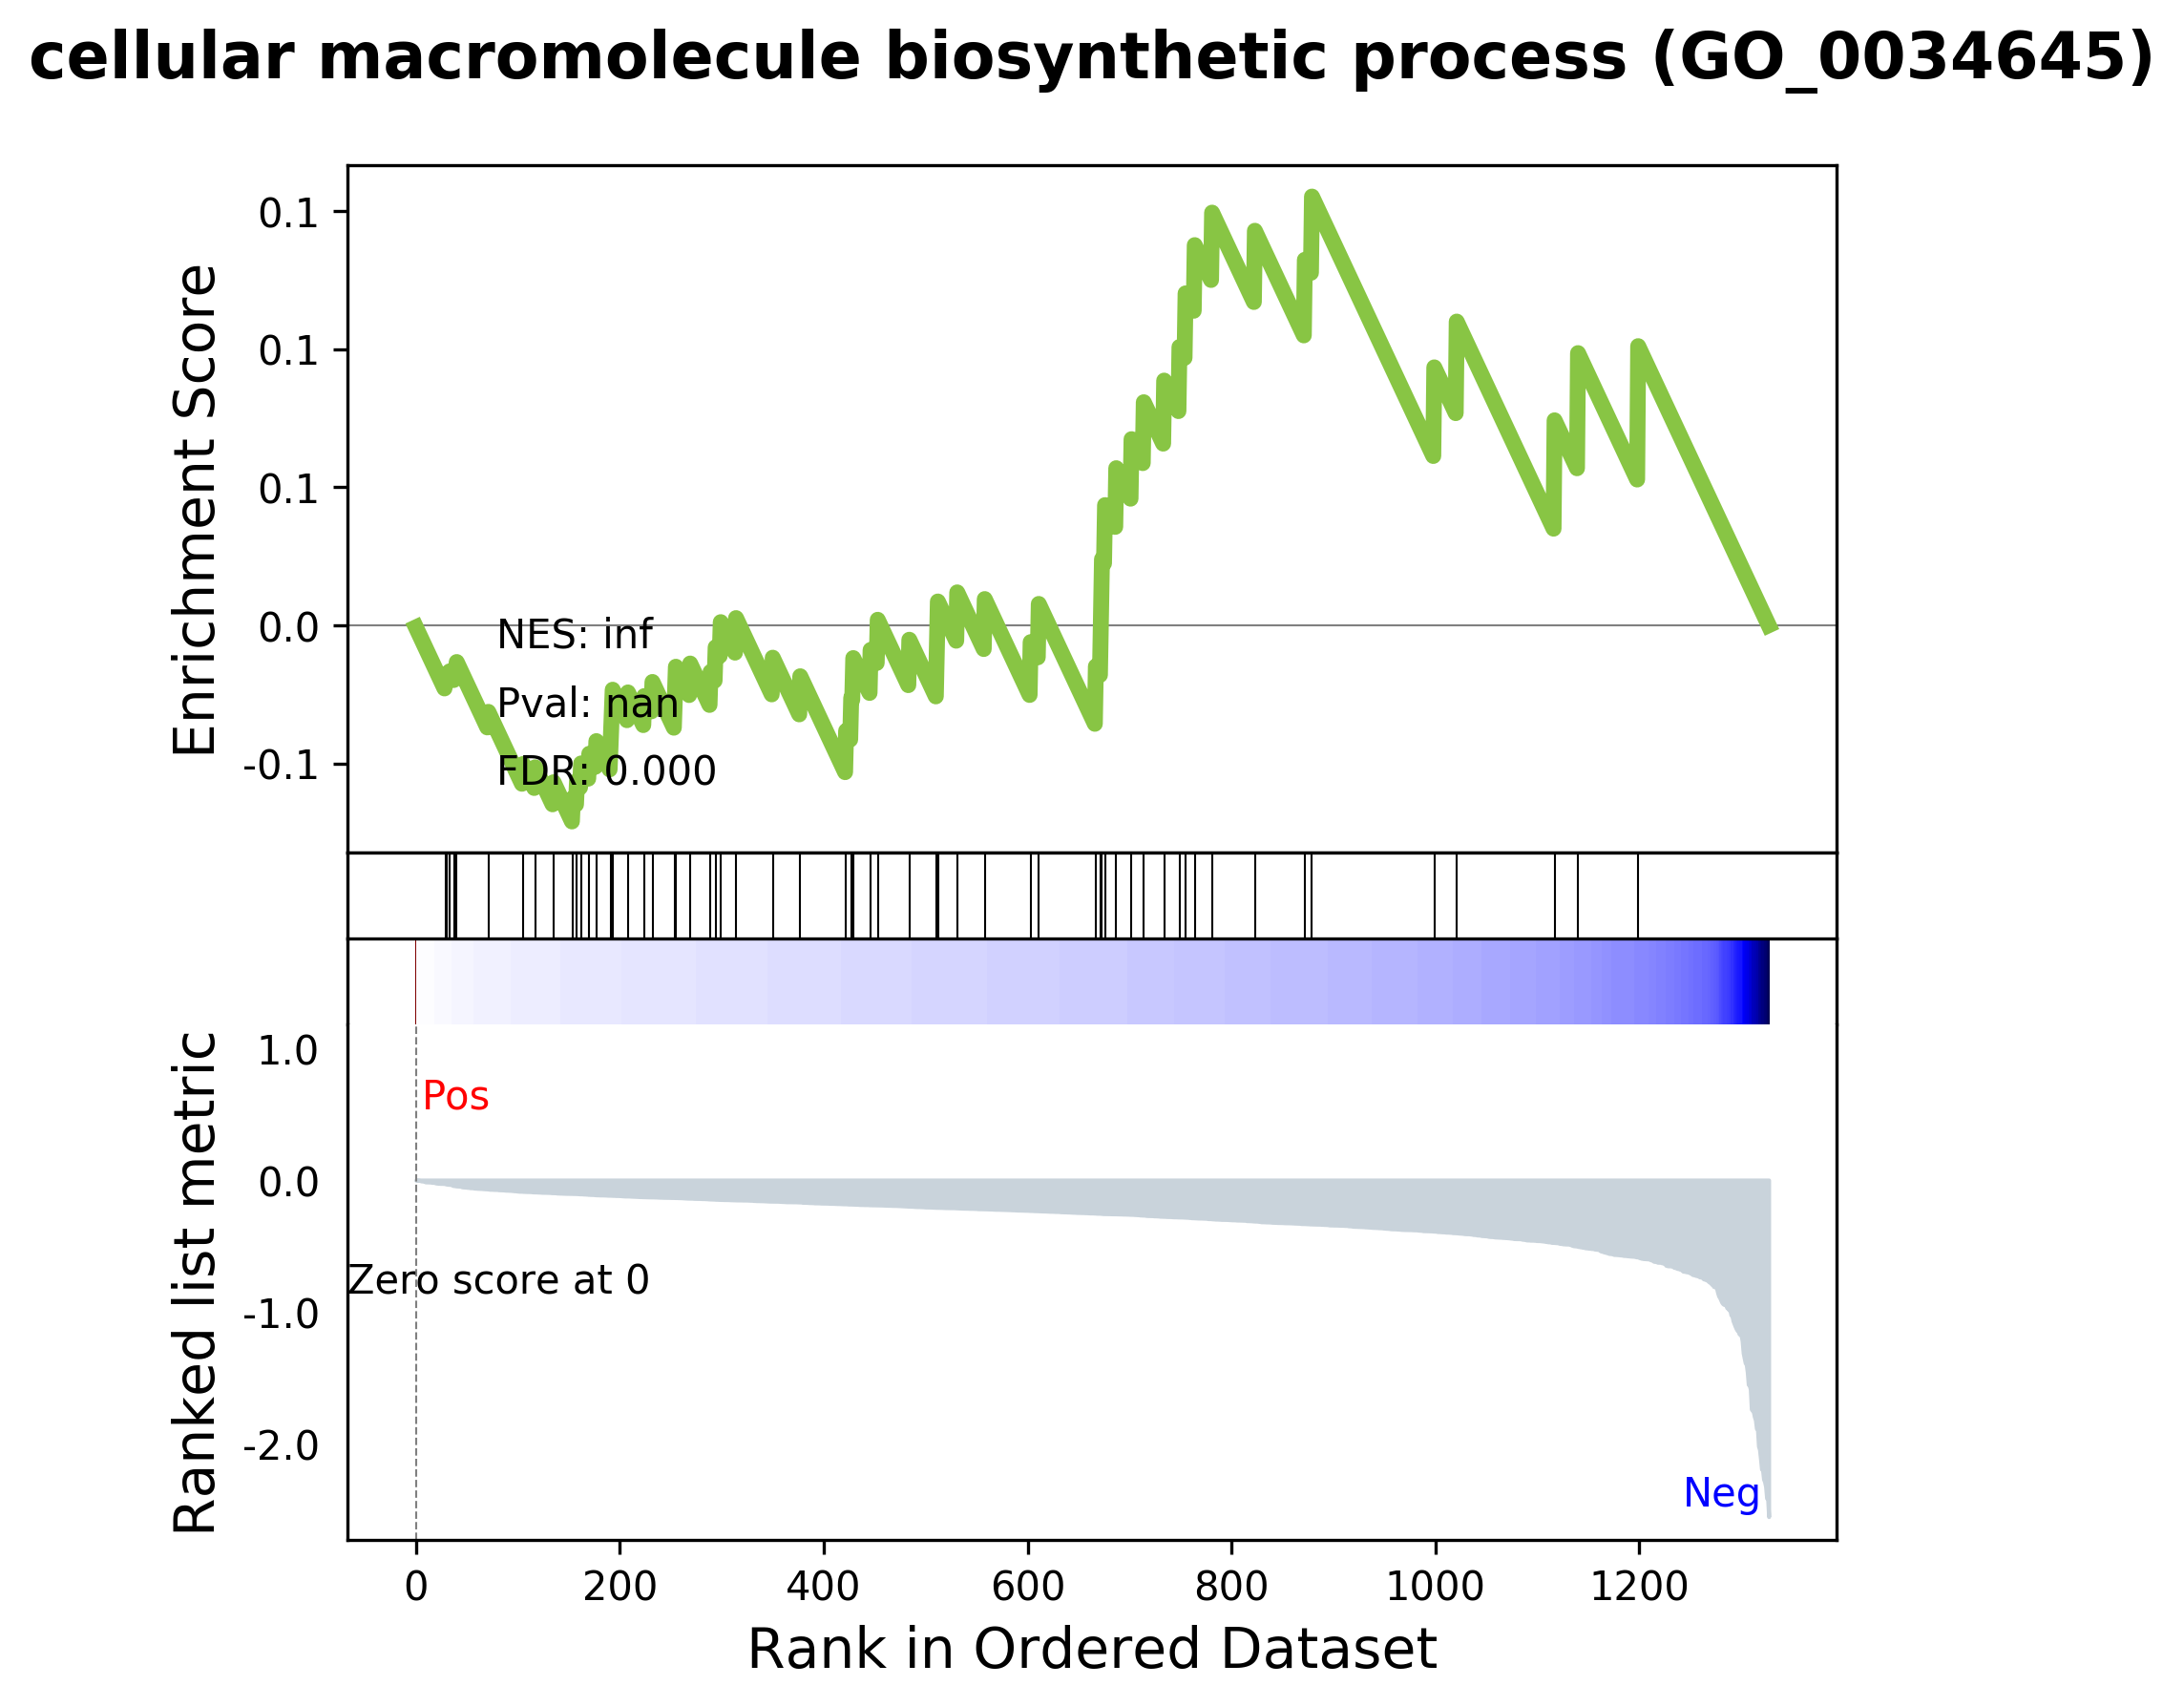 cellular macromolecule biosynthetic process (GO_0034645)
Enrichment Score
0.1
0.1
0.1
0.0
-0.1
NES: inf
Pval: nan
FDR: 0.000
Ranked list metric
1.0
0.0
-1.0
-2.0
Pos
Zero score at 0
Neg
0 200 400 600 800 1000 1200
Rank in Ordered Dataset